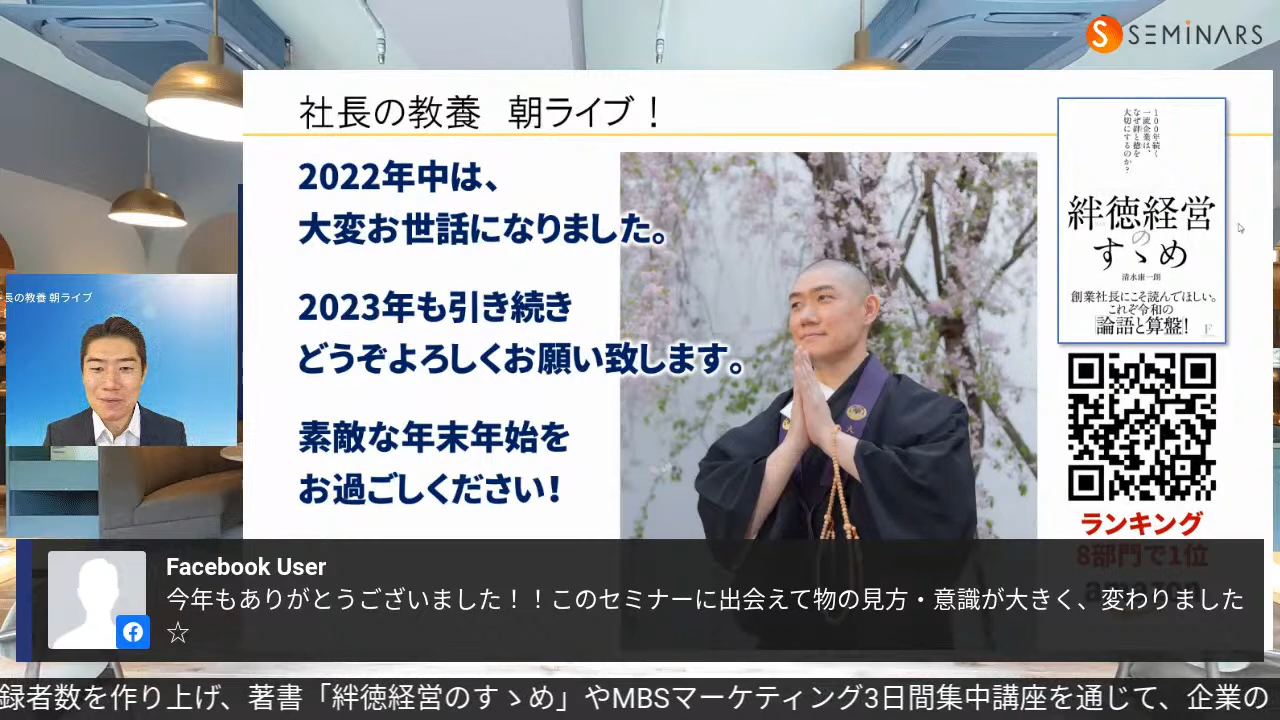 SEMINARS
社長の教養 朝ライブ！
2022年中は、
大変お世話になりました。
2023年も引き続き
どうぞよろしくお願い致します。
素敵な年末年始を
お過ごしください！
100年続く
一流企業は、
なぜ絆と徳を
大切にするのか？
絆徳経営
の
すゝめ
清水康一朗
創業社長にこそ読んでほしい。
これぞ令和の
「論語と算盤」!
F
ランキング
8部門で1位
amazon
長の教養 朝ライブ
Facebook User
今年もありがとうございました！！このセミナーに出会えて物の見方・意識が大きく、変わりました
☆
録者数を作り上げ、著書「絆徳経営のすゝめ」やMBSマーケティング3日間集中講座を通じて、企業の